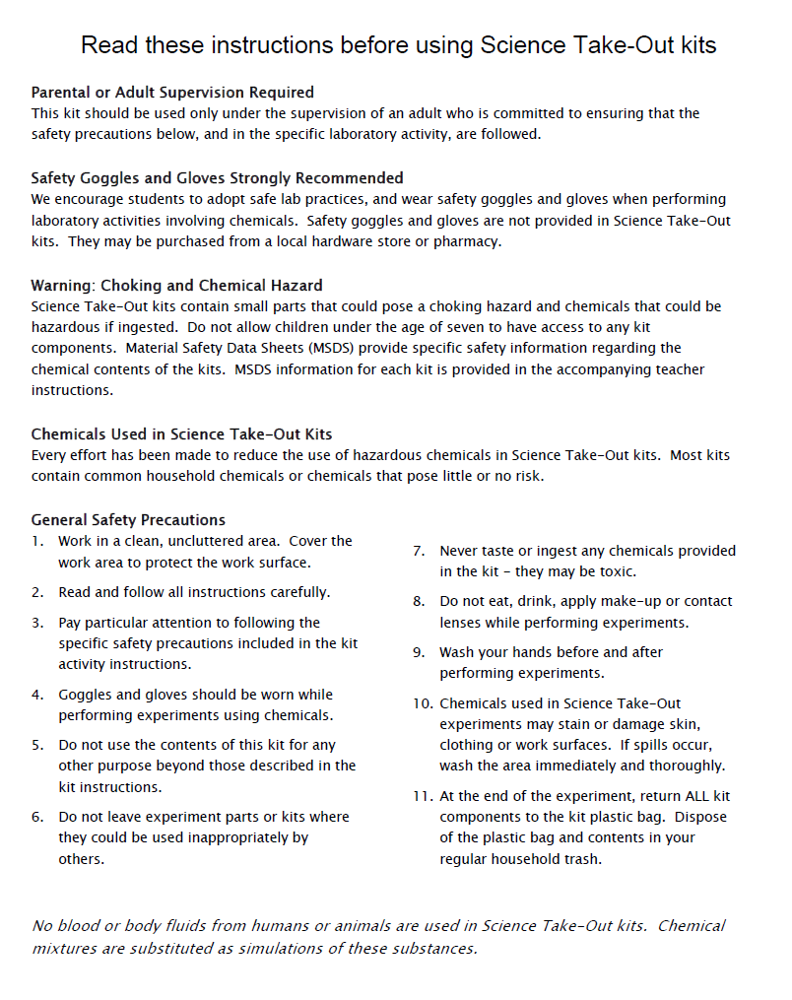 Read these instructions before using Science Take-Out kits
Parental or Adult Supervision Required
This kit should be used only under the supervision of an adult who is committed to ensuring that the
safety precautions below, and in the specific laboratory activity, are followed.
Safety Goggles and Gloves Strongly Recommended
We encourage students to adopt safe lab practices, and wear safety goggles and gloves when performing
laboratory activities involving chemicals.  Safety goggles and gloves are not provided in Science Take-Out
kits.  They may be purchased from a local hardware store or pharmacy.
Warning: Choking and Chemical Hazard
Science Take-Out kits contain small parts that could pose a choking hazard and chemicals that could be
hazardous if ingested.  Do not allow children under the age of seven to have access to any kit
components.  Material Safety Data Sheets (MSDS) provide specific safety information regarding the
chemical contents of the kits.  MSDS information for each kit is provided in the accompanying teacher
instructions.
Chemicals Used in Science Take-Out Kits
Every effort has been made to reduce the use of hazardous chemicals in Science Take-Out kits.  Most kits
contain common household chemicals or chemicals that pose little or no risk.
General Safety Precautions
1. Work in a clean, uncluttered area.  Cover the
work area to protect the work surface.
2. Read and follow all instructions carefully.
3. Pay particular attention to following the
specific safety precautions included in the kit
activity instructions.
4. Goggles and gloves should be worn while
performing experiments using chemicals.
5. Do not use the contents of this kit for any
other purpose beyond those described in the
kit instructions.
6. Do not leave experiment parts or kits where
they could be used inappropriately by
others.
7. Never taste or ingest any chemicals provided
in the kit – they may be toxic.
8. Do not eat, drink, apply make-up or contact
lenses while performing experiments.
9. Wash your hands before and after
performing experiments.
10. Chemicals used in Science Take-Out
experiments may stain or damage skin,
clothing or work surfaces.  If spills occur,
wash the area immediately and thoroughly.
11. At the end of the experiment, return ALL kit
components to the kit plastic bag.  Dispose
of the plastic bag and contents in your
regular household trash.
No blood or body fluids from humans or animals are used in Science Take-Out kits.  Chemical
mixtures are substituted as simulations of these substances.